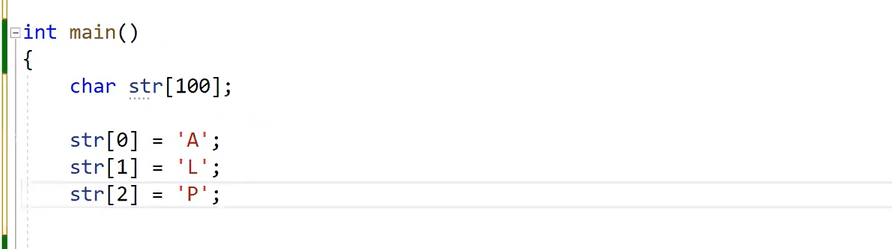 int main()
{
char str[100];
str[0] = 'A';
str[1] = 'L';
str[2] = 'P';